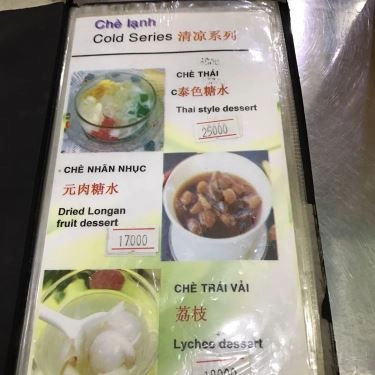 Chè lạnh
Cold Series 清凉系列
CHÈ THÁI
泰色糖水
Thai style dessert
25000
CHÈ NHÃN NHỤC
元肉糖水
Dried Longan
fruit dessert
17000
CHÈ TRÁI VẢI
荔枝
Lychee dessert